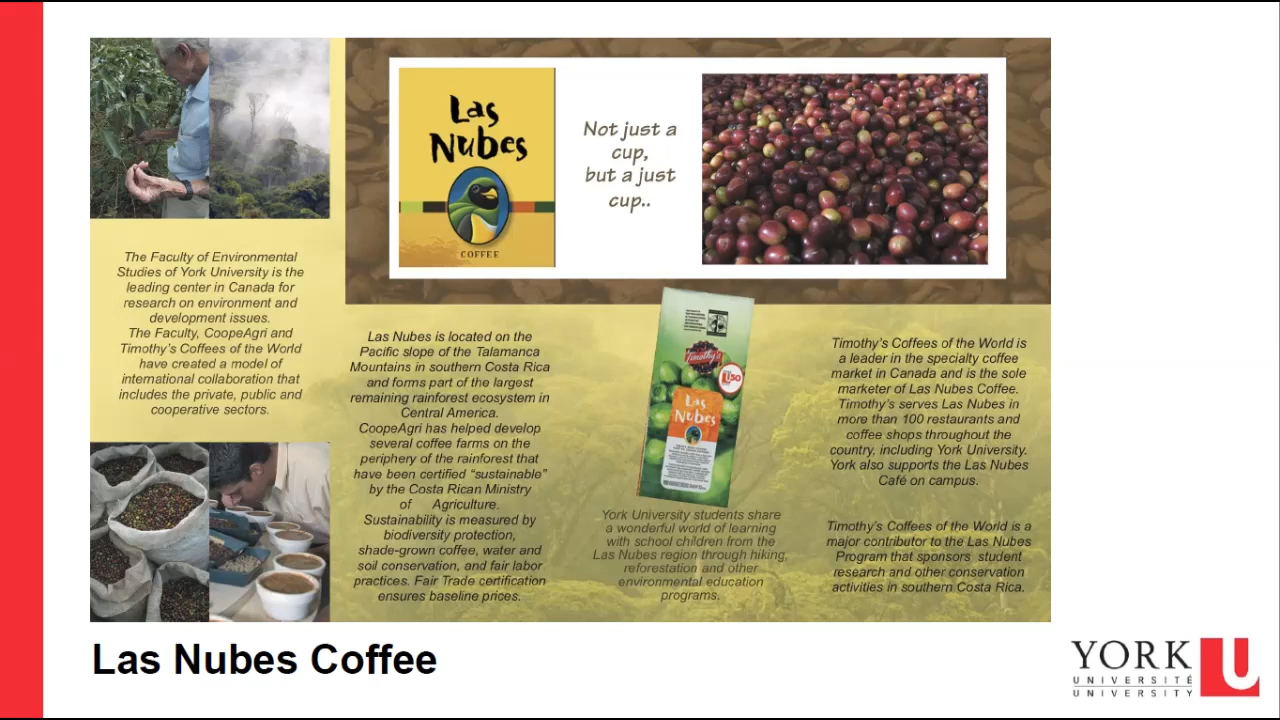 Las
Nubes
COFFEE
Not just a
cup,
but a just
cup..
The Faculty of Environmental
Studies of York University is the
leading center in Canada for
research on environment and
development issues.
The Faculty, CoopeAgri and
Timothy's Coffees of the World
have created a model of
international collaboration that
includes the private, public and
cooperative sectors.
Las Nubes is located on the
Pacific slope of the Talamanca
Mountains in southern Costa Rica
and forms part of the largest
remaining rainforest ecosystem in
Central America.
CoopeAgri has helped develop
several coffee farms on the
periphery of the rainforest that
have been certified "sustainable"
by the Costa Rican Ministry
of Agriculture.
Sustainability is measured by
biodiversity protection,
shade-grown coffee, water and
soil conservation, and fair labor
practices. Fair Trade certification
ensures baseline prices.
Timothy's
Las
Nubes
York University students share
a wonderful world of learning
with school children from the
Las Nubes region through hiking,
reforestation and other
environmental education
programs.
Timothy's Coffees of the World is
a leader in the specialty coffee
market in Canada and is the sole
marketer of Las Nubes Coffee.
Timothy's serves Las Nubes in
more than 100 restaurants and
coffee shops throughout the
country, including York University.
York also supports the Las Nubes
Café on campus.
Timothy's Coffees of the World is a
major contributor to the Las Nubes
Program that sponsors student
research and other conservation
activities in southern Costa Rica.
Las Nubes Coffee
YORK U
UNIVERSITÉ
UNIVERSITY